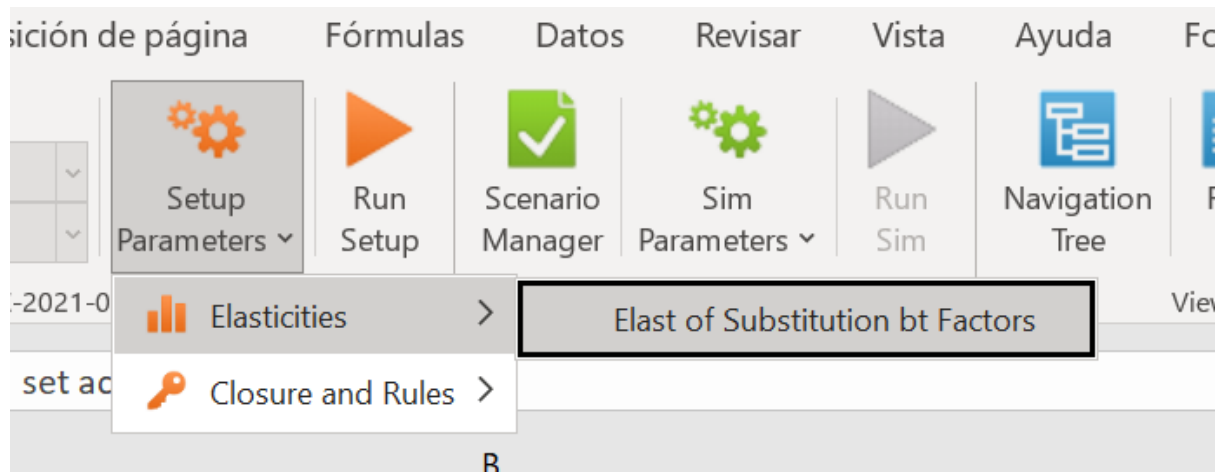 sición de página Fórmulas Datos Revisar Vista Ayuda Fo
Setup Parameters
Run Setup
Scenario Manager
Sim Parameters
Run Sim
Navigation Tree
-2021-0
View
Elasticities
Elast of Substitution bt Factors
set ac
Closure and Rules
B